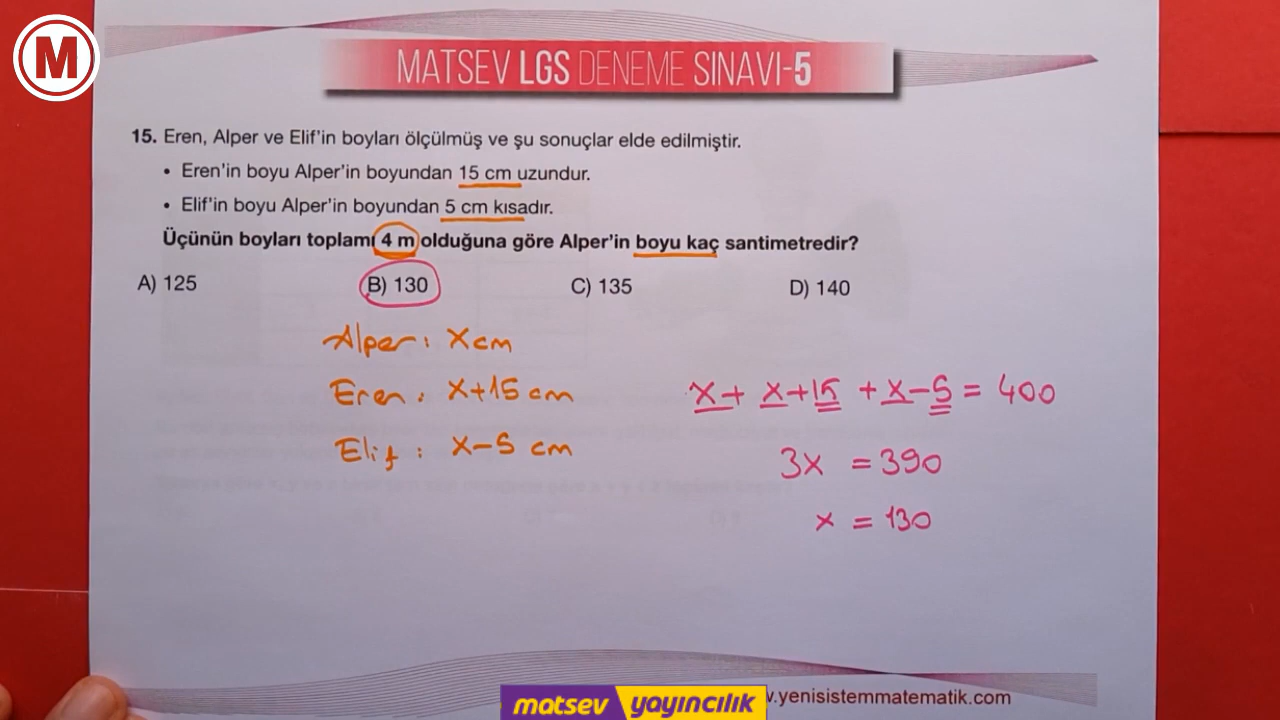 M
MATSEV LGS DENEME SINAVI-5
15. Eren, Alper ve Elif'in boyları ölçülmüş ve şu sonuçlar elde edilmiştir.
• Eren'in boyu Alper'in boyundan 15 cm uzundur.
• Elif'in boyu Alper'in boyundan 5 cm kısadır.
Üçünün boyları toplamı 4 m olduğuna göre Alper'in boyu kaç santimetredir?
A) 125 B) 130 C) 135 D) 140
Alper: x cm
Eren: x+15 cm
Elif: x-5 cm
x+ x+15 +x-5 = 400
3x = 390
x = 130
matsev yayıncılık
w.yenisistemmatematik.com